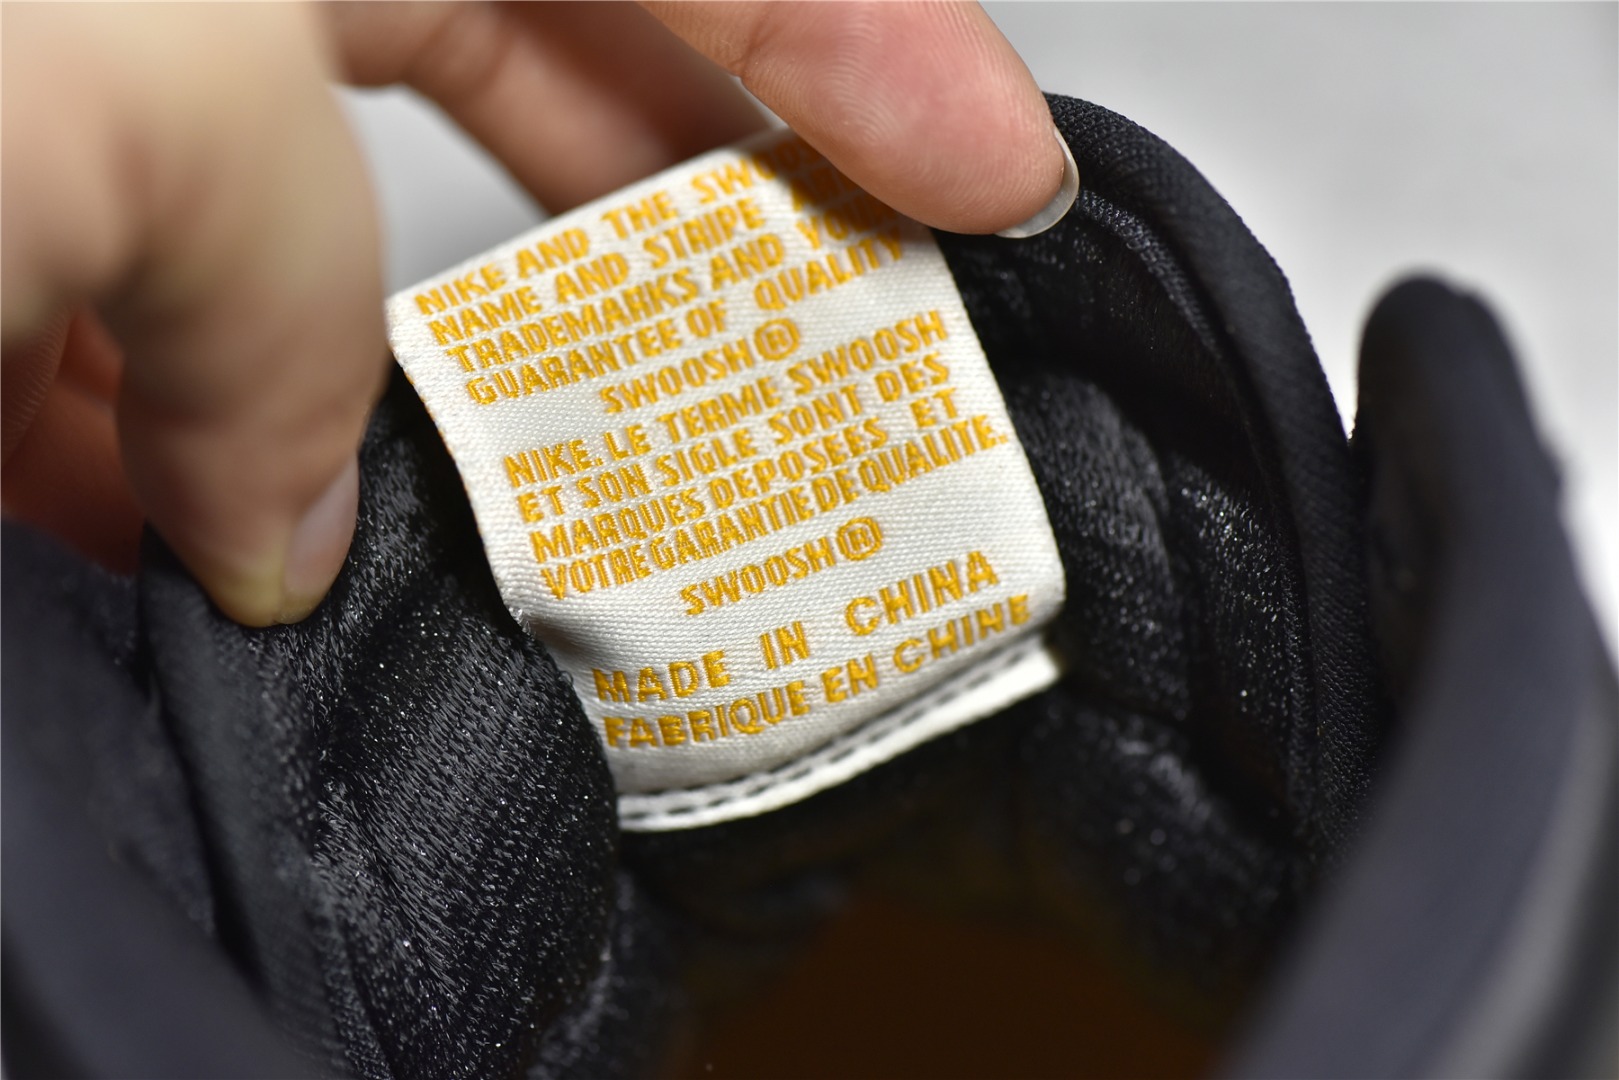 NIKE AND THE SWOOSH
NAME AND STRIPE ARE
TRADEMARKS AND YOUR
GUARANTEE OF QUALITY
SWOOSH®
NIKE. LE TERME SWOOSH
ET SON SIGLE SONT DES
MARQUES DEPOSEES ET
VOTRE GARANTIE DE QUALITE.
SWOOSH®
MADE IN CHINA
FABRIQUE EN CHINE